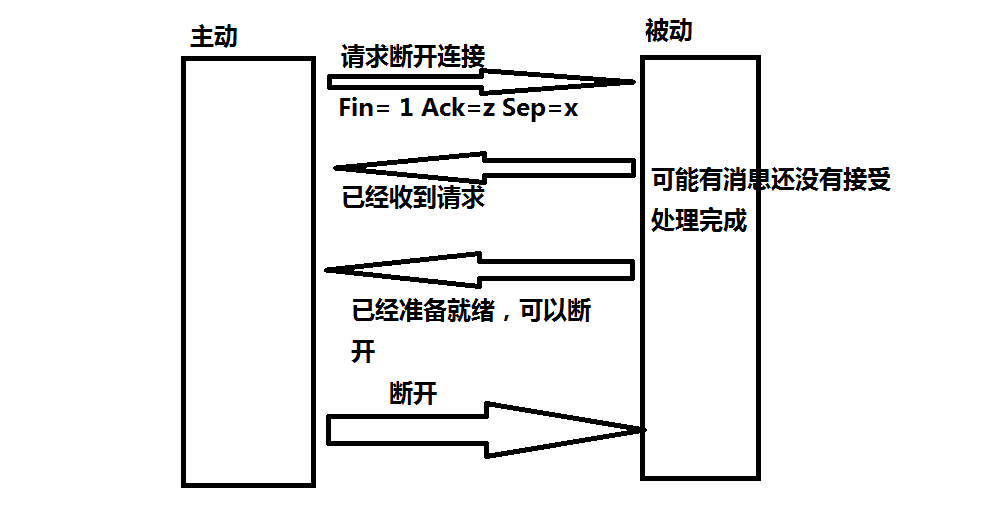 主动
被动
请求断开连接
Fin= 1 Ack=z Sep=x
已经收到请求
可能有消息还没有接受
处理完成
已经准备就绪，可以断
开
断开